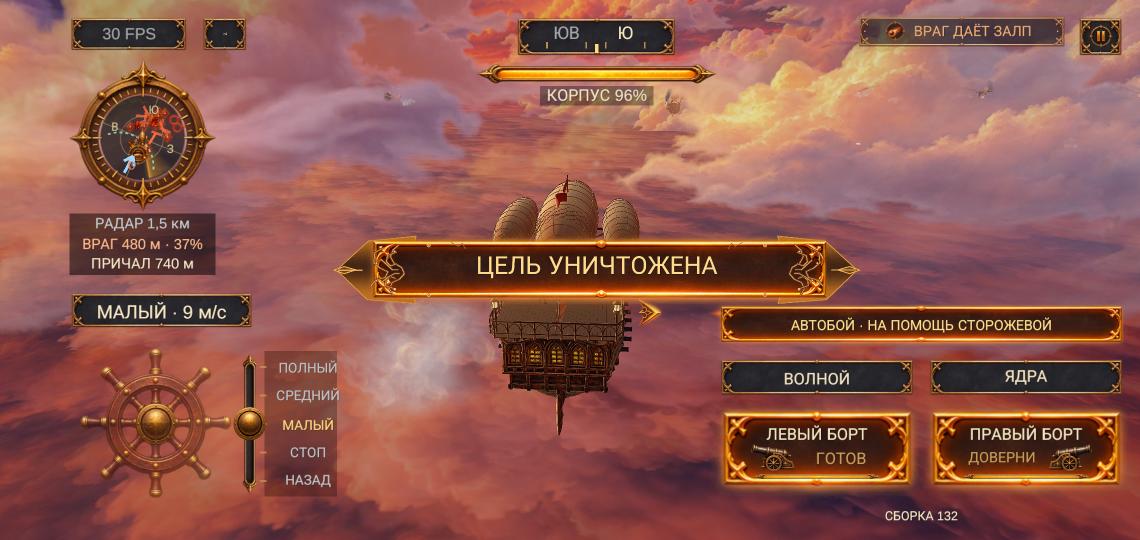 30 FPS
ЮВ Ю
ВРАГ ДАЁТ ЗАЛП
КОРПУС 96%
Ю
В
З
РАДАР 1,5 км
ВРАГ 480 м · 37%
ПРИЧАЛ 740 м
ЦЕЛЬ УНИЧТОЖЕНА
МАЛЫЙ · 9 м/с
АВТОБОЙ · НА ПОМОЩЬ СТОРОЖЕВОЙ
ПОЛНЫЙ
СРЕДНИЙ
МАЛЫЙ
СТОП
НАЗАД
ВОЛНОЙ
ЯДРА
ЛЕВЫЙ БОРТ
ГОТОВ
ПРАВЫЙ БОРТ
ДОВЕРНИ
СБОРКА 132